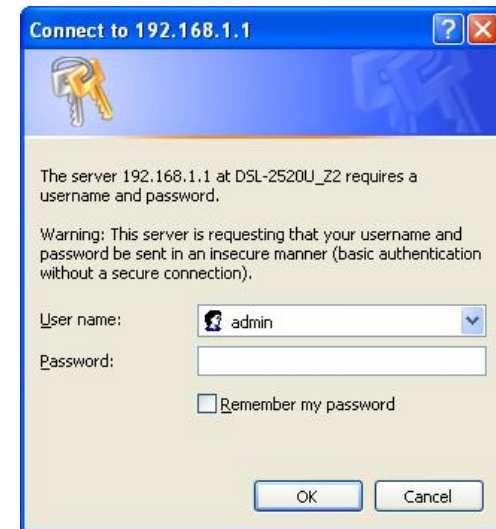 Connect to 192.168.1.1
The server 192.168.1.1 at DSL-2520U_Z2 requires a
username and password.
Warning: This server is requesting that your username and
password be sent in an insecure manner (basic authentication
without a secure connection).
User name:
admin
Password:
Remember my password
OK
Cancel